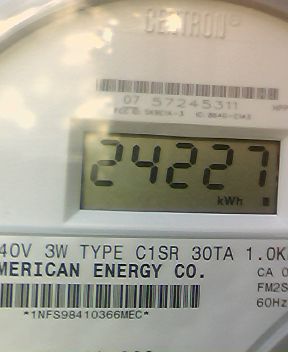 CENTRON®
07 57245311
24227
kWh
40V 3W TYPE C1SR 30TA 1.0K
MERICAN ENERGY CO.
CA 0
FM2S
60Hz
*1NFS98410366MEC*